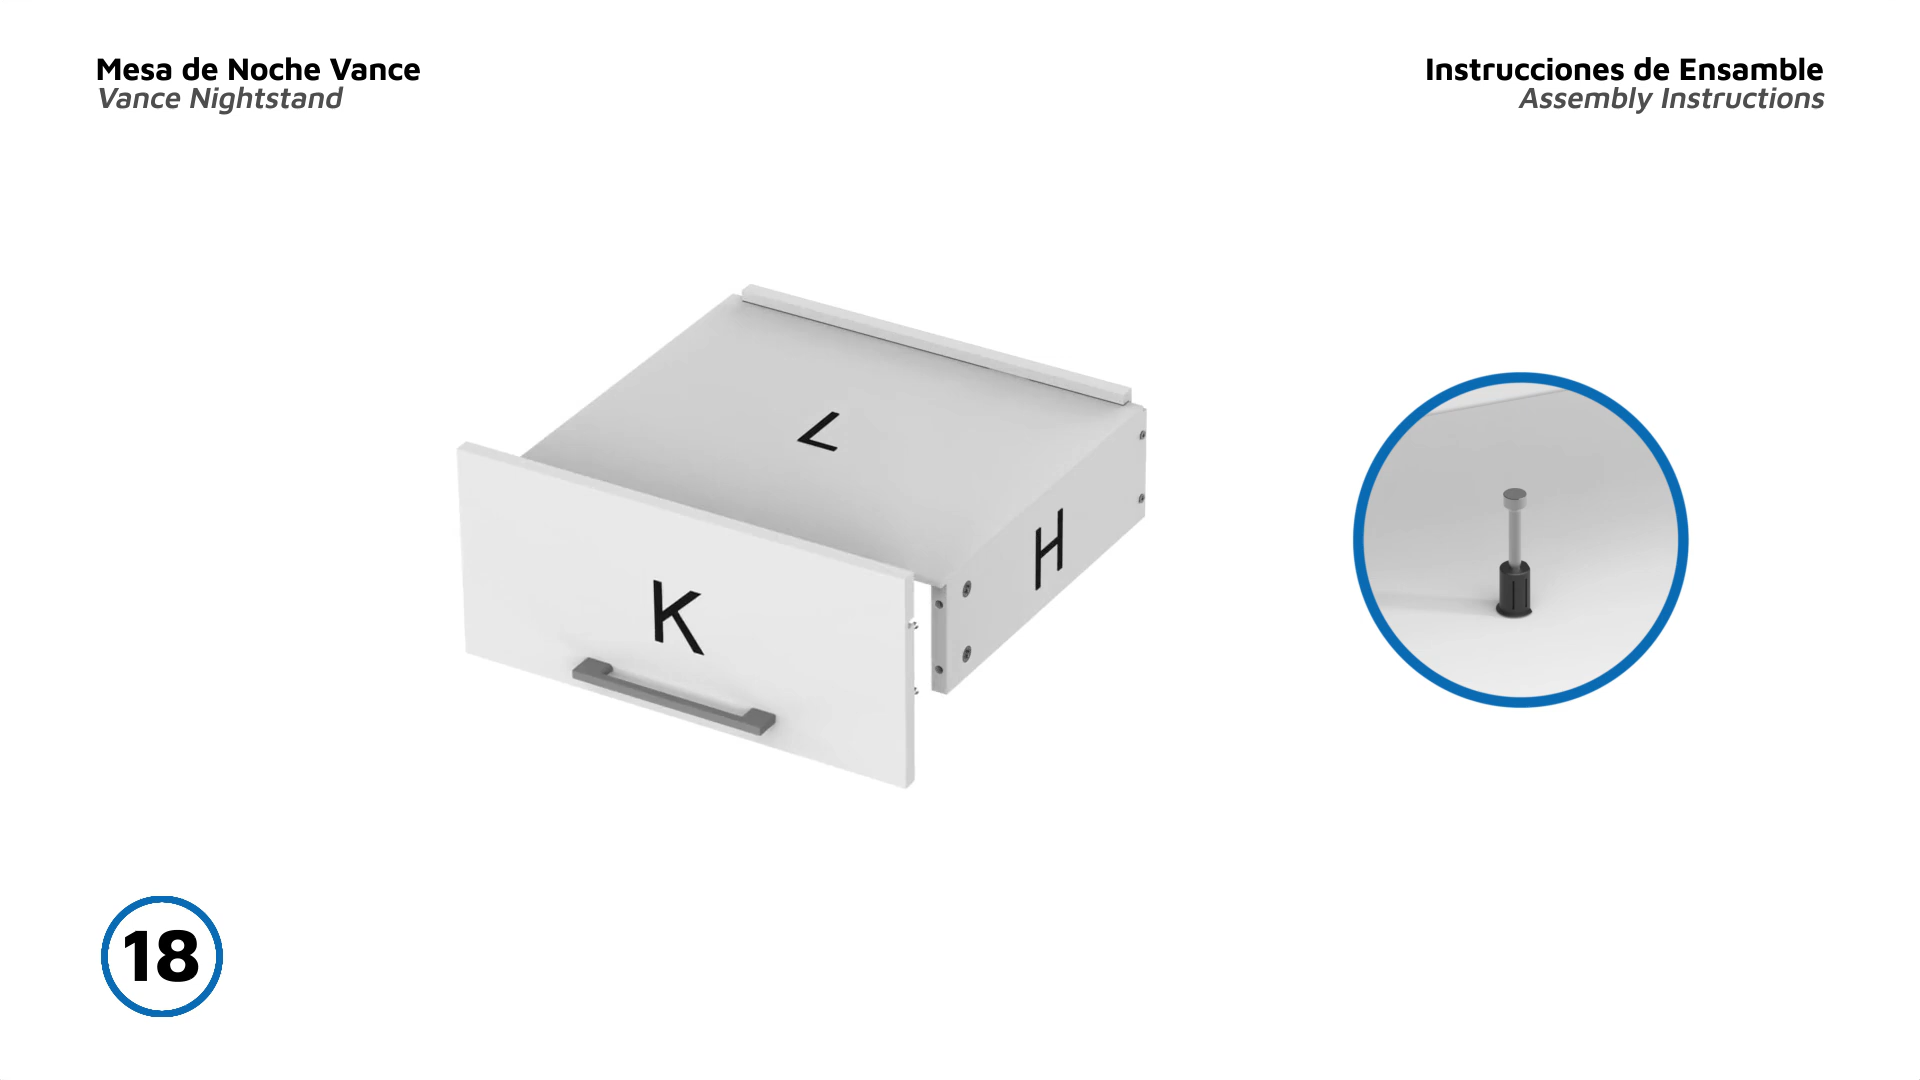 Mesa de Noche Vance
Vance Nightstand
Instrucciones de Ensamble
Assembly Instructions
L
H
K
18